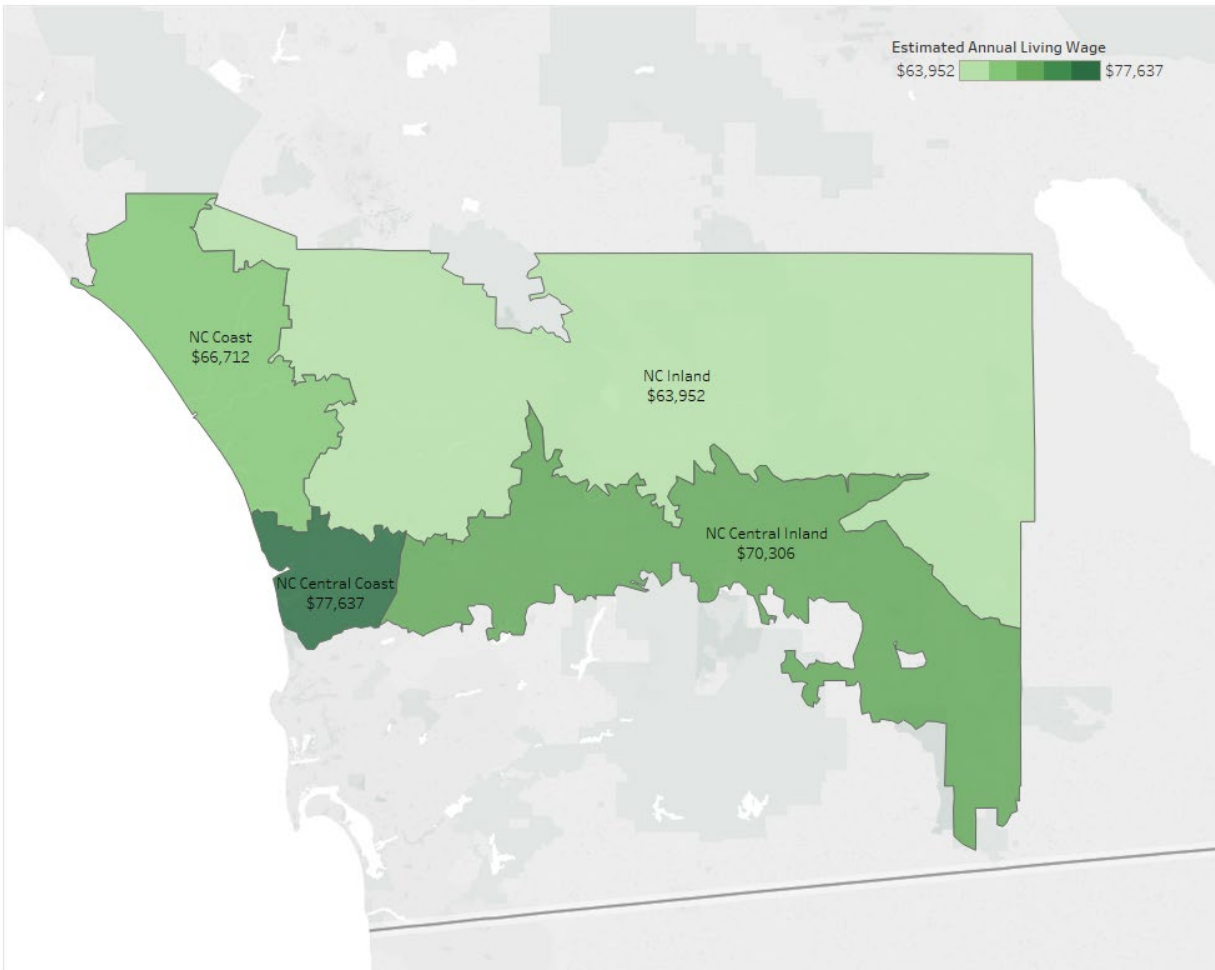 Estimated Annual Living Wage
$63,952 $77,637
NC Coast
$66,712
NC Inland
$63,952
NC Central Inland
$70,306
NC Central Coast
$77,637